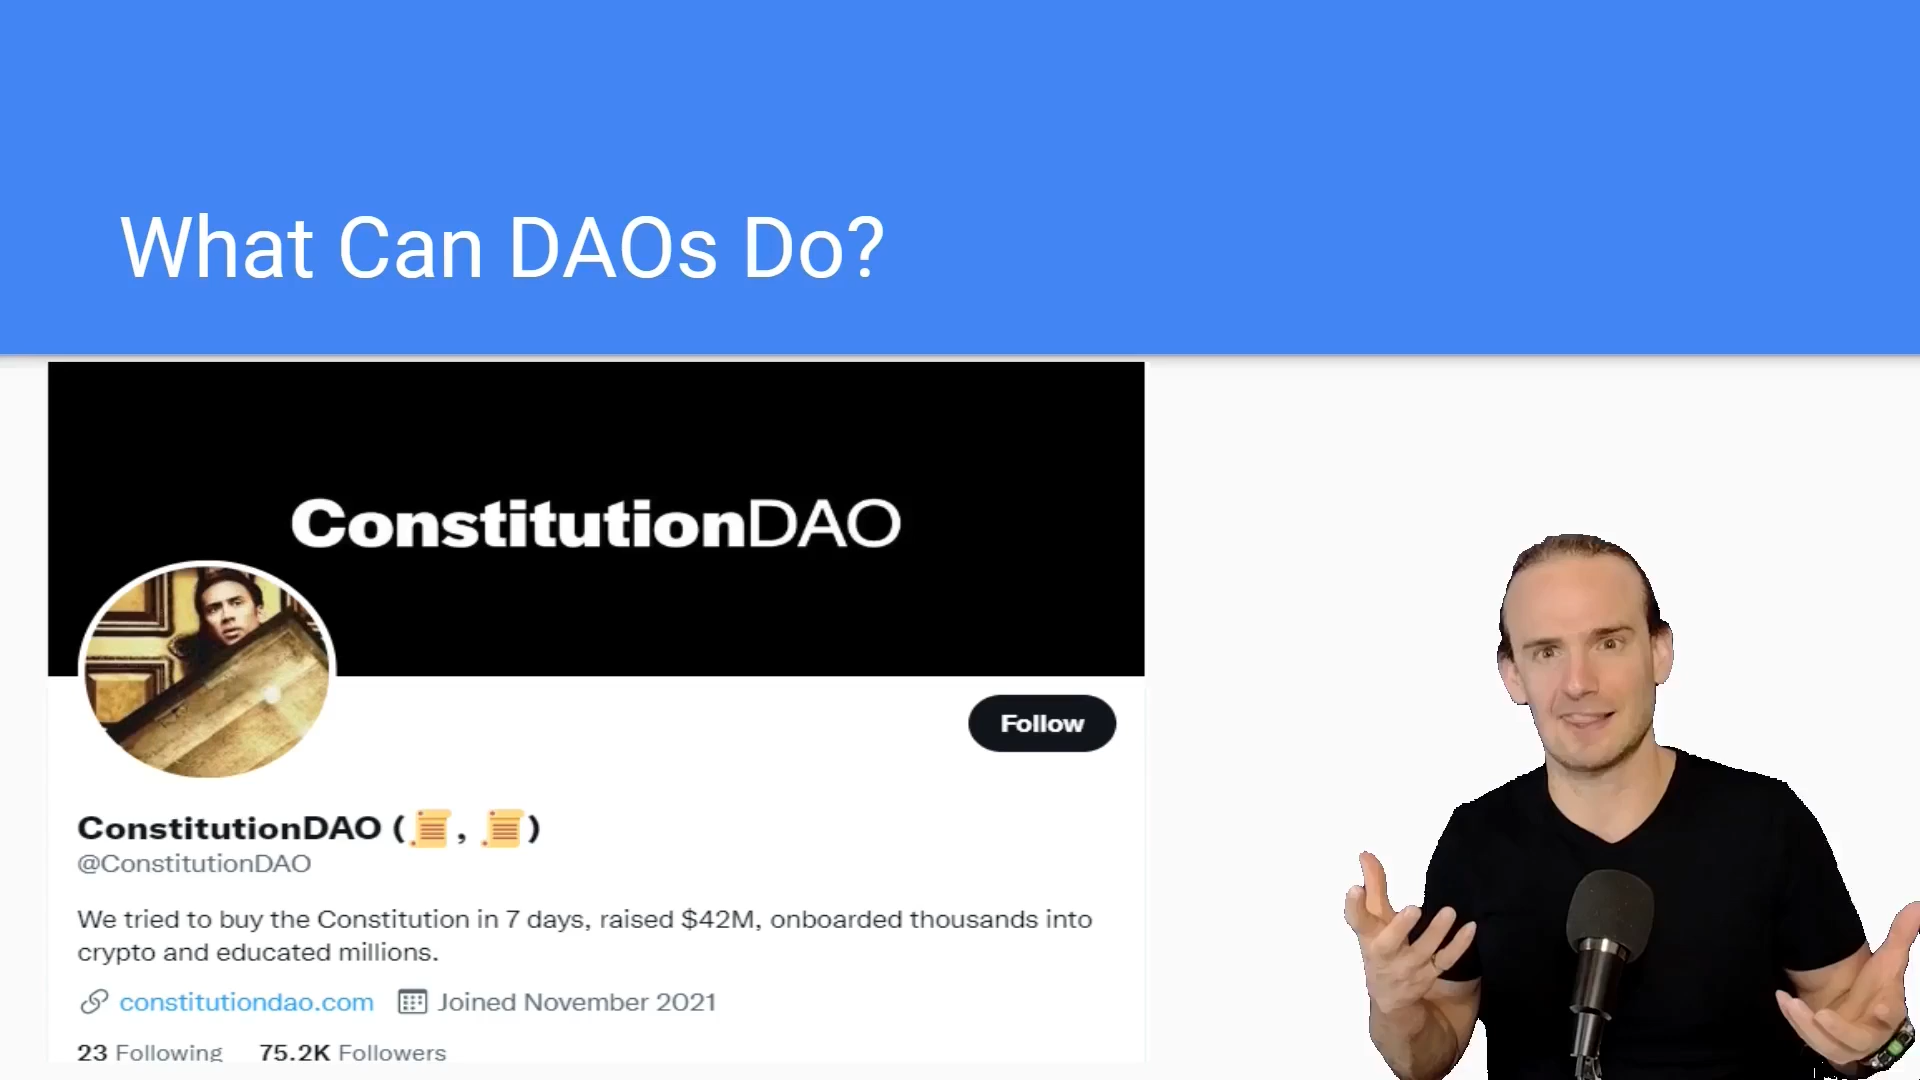 What Can DAOs Do?
ConstitutionDAO
Follow
ConstitutionDAO (📜, 📜)
@ConstitutionDAO
We tried to buy the Constitution in 7 days, raised $42M, onboarded thousands into
crypto and educated millions.
constitutiondao.com Joined November 2021
23 Following 75.2K Followers